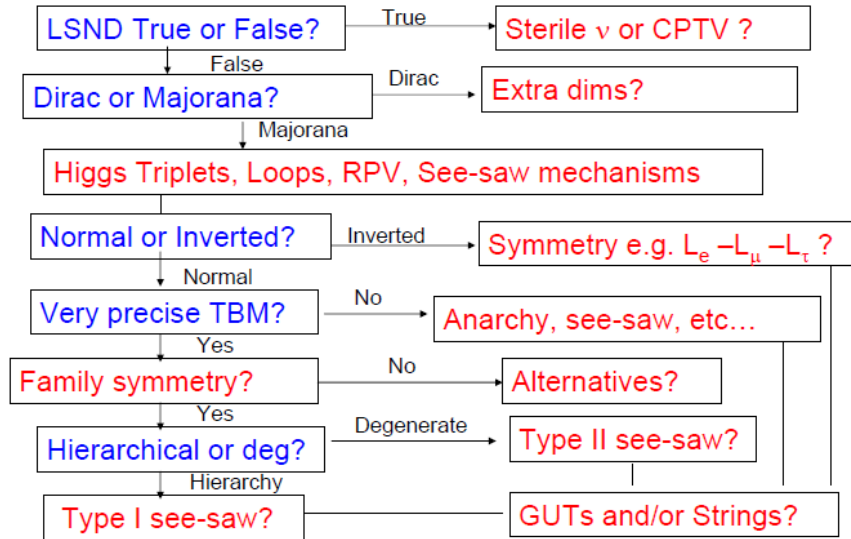 LSND True or False?
True
Sterile ν or CPTV ?
False
Dirac or Majorana?
Dirac
Extra dims?
Majorana
Higgs Triplets, Loops, RPV, See-saw mechanisms
Normal or Inverted?
Inverted
Symmetry e.g. Lₑ –L_μ –L_τ ?
Normal
Very precise TBM?
No
Anarchy, see-saw, etc…
Yes
Family symmetry?
No
Alternatives?
Yes
Hierarchical or deg?
Degenerate
Type II see-saw?
Hierarchy
Type I see-saw?
GUTs and/or Strings?